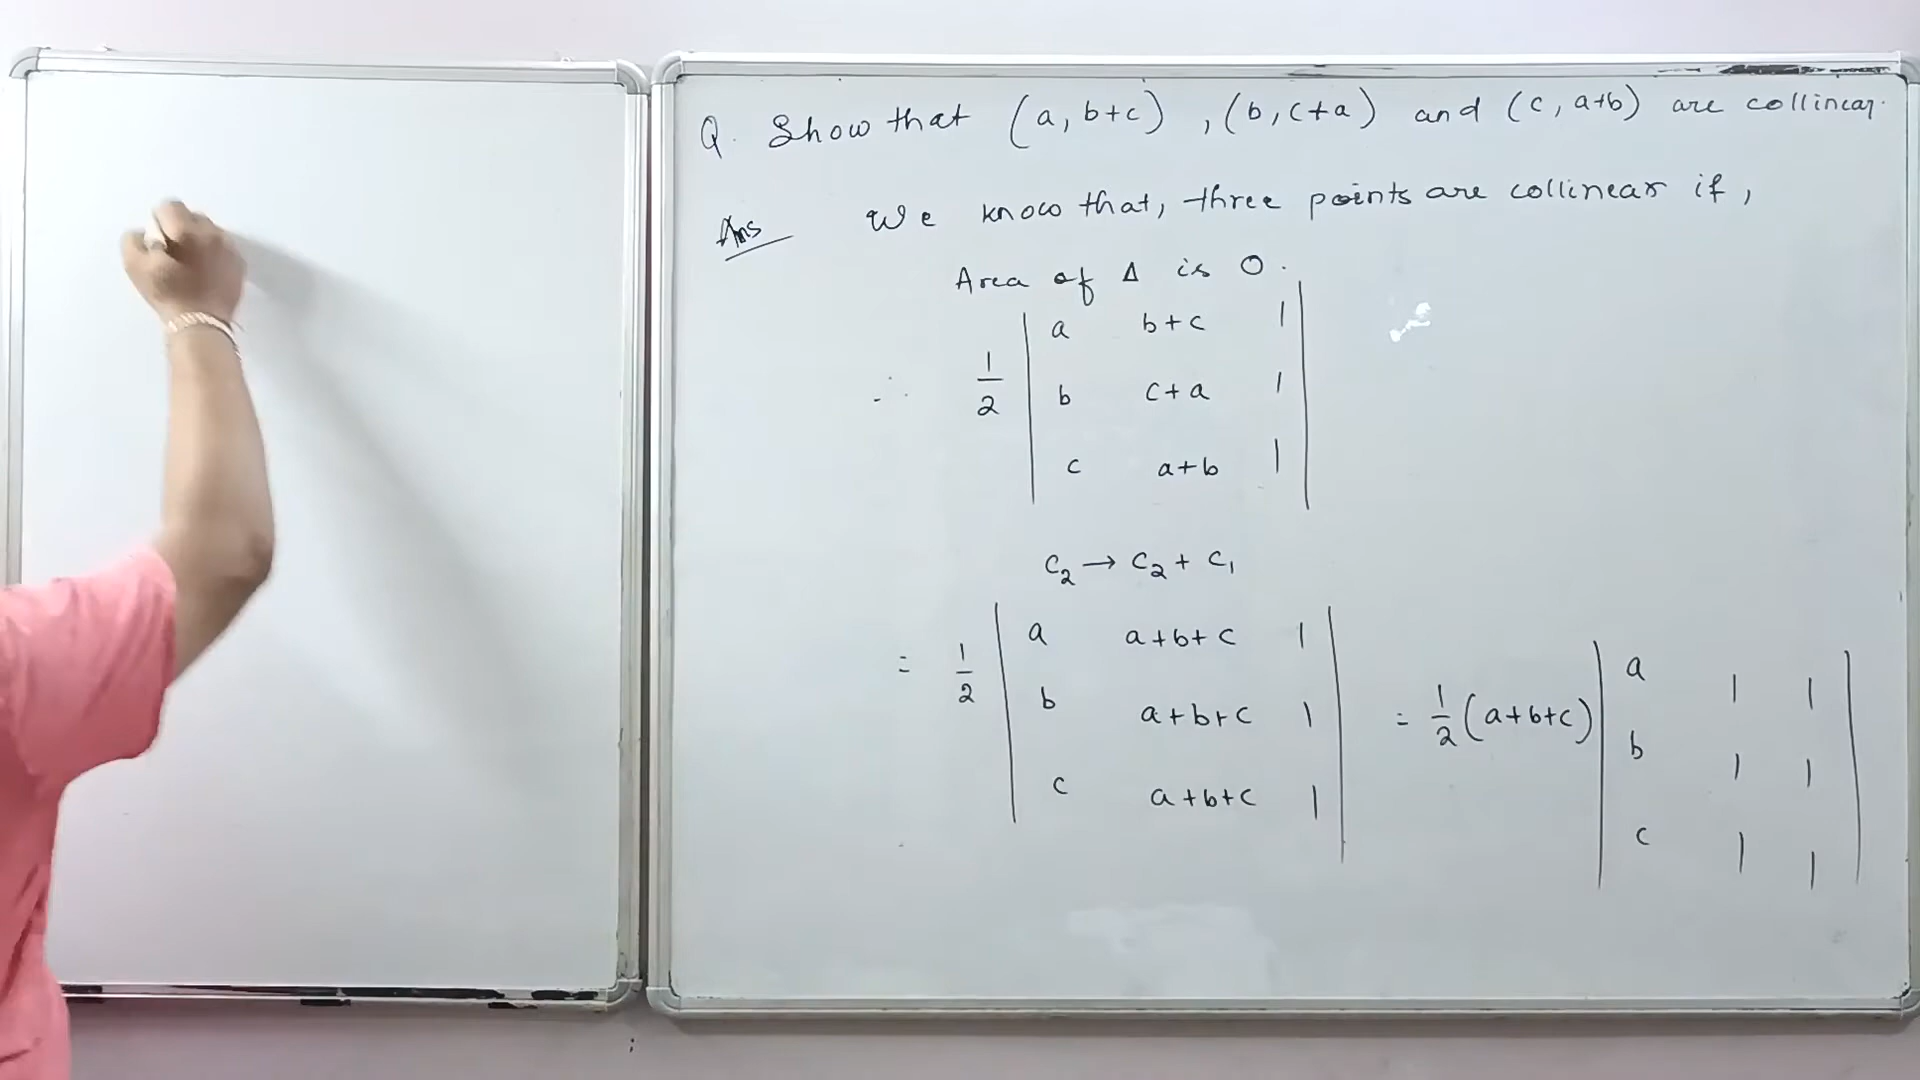 Q. Show that (a, b+c) , (b, c+a) and (c, a+b) are collinear.
Ans We know that, three points are collinear if,
Area of Δ is 0.
∴ 1/2 | a b+c 1 |
| b c+a 1 |
| c a+b 1 |
C₂ → C₂ + C₁
= 1/2 | a a+b+c 1 |
| b a+b+c 1 |
| c a+b+c 1 |
= 1/2 (a+b+c) | a 1 1 |
| b 1 1 |
| c 1 1 |